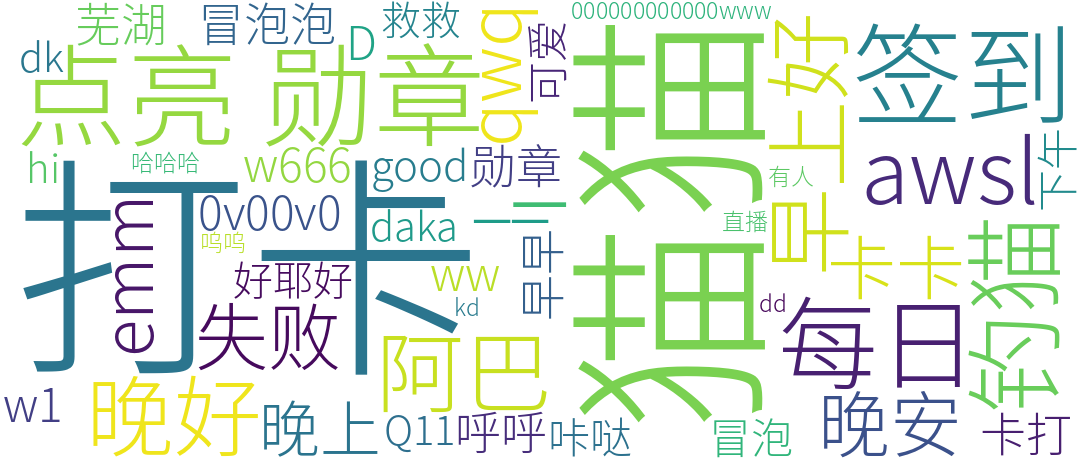 芜湖
冒泡泡
D
救救
qwq
可爱
000000000000www
dk
点亮
勋章
猫猫
早上好
签到
hi
哈哈哈
w666
good
勋章
awsl
下午
有人
打卡
emm
0v00v0
呜呜
daka
一一
早早
直播
卡卡
钓猫
好耶好
ww
kd
dd
失败
阿巴
每日
w1
晚好
晚上
Q11
呼呼
咔哒
冒泡
晚安
卡打